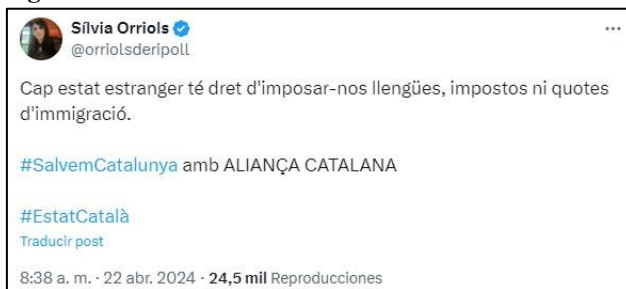 Sílvia Orriols
@orriolsderipoll
Cap estat estranger té dret d'imposar-nos llengües, impostos ni quotes
d'immigració.
#SalvemCatalunya amb ALIANÇA CATALANA
#EstatCatalà
Traducir post
8:38 a. m. · 22 abr. 2024 · 24,5 mil Reproducciones